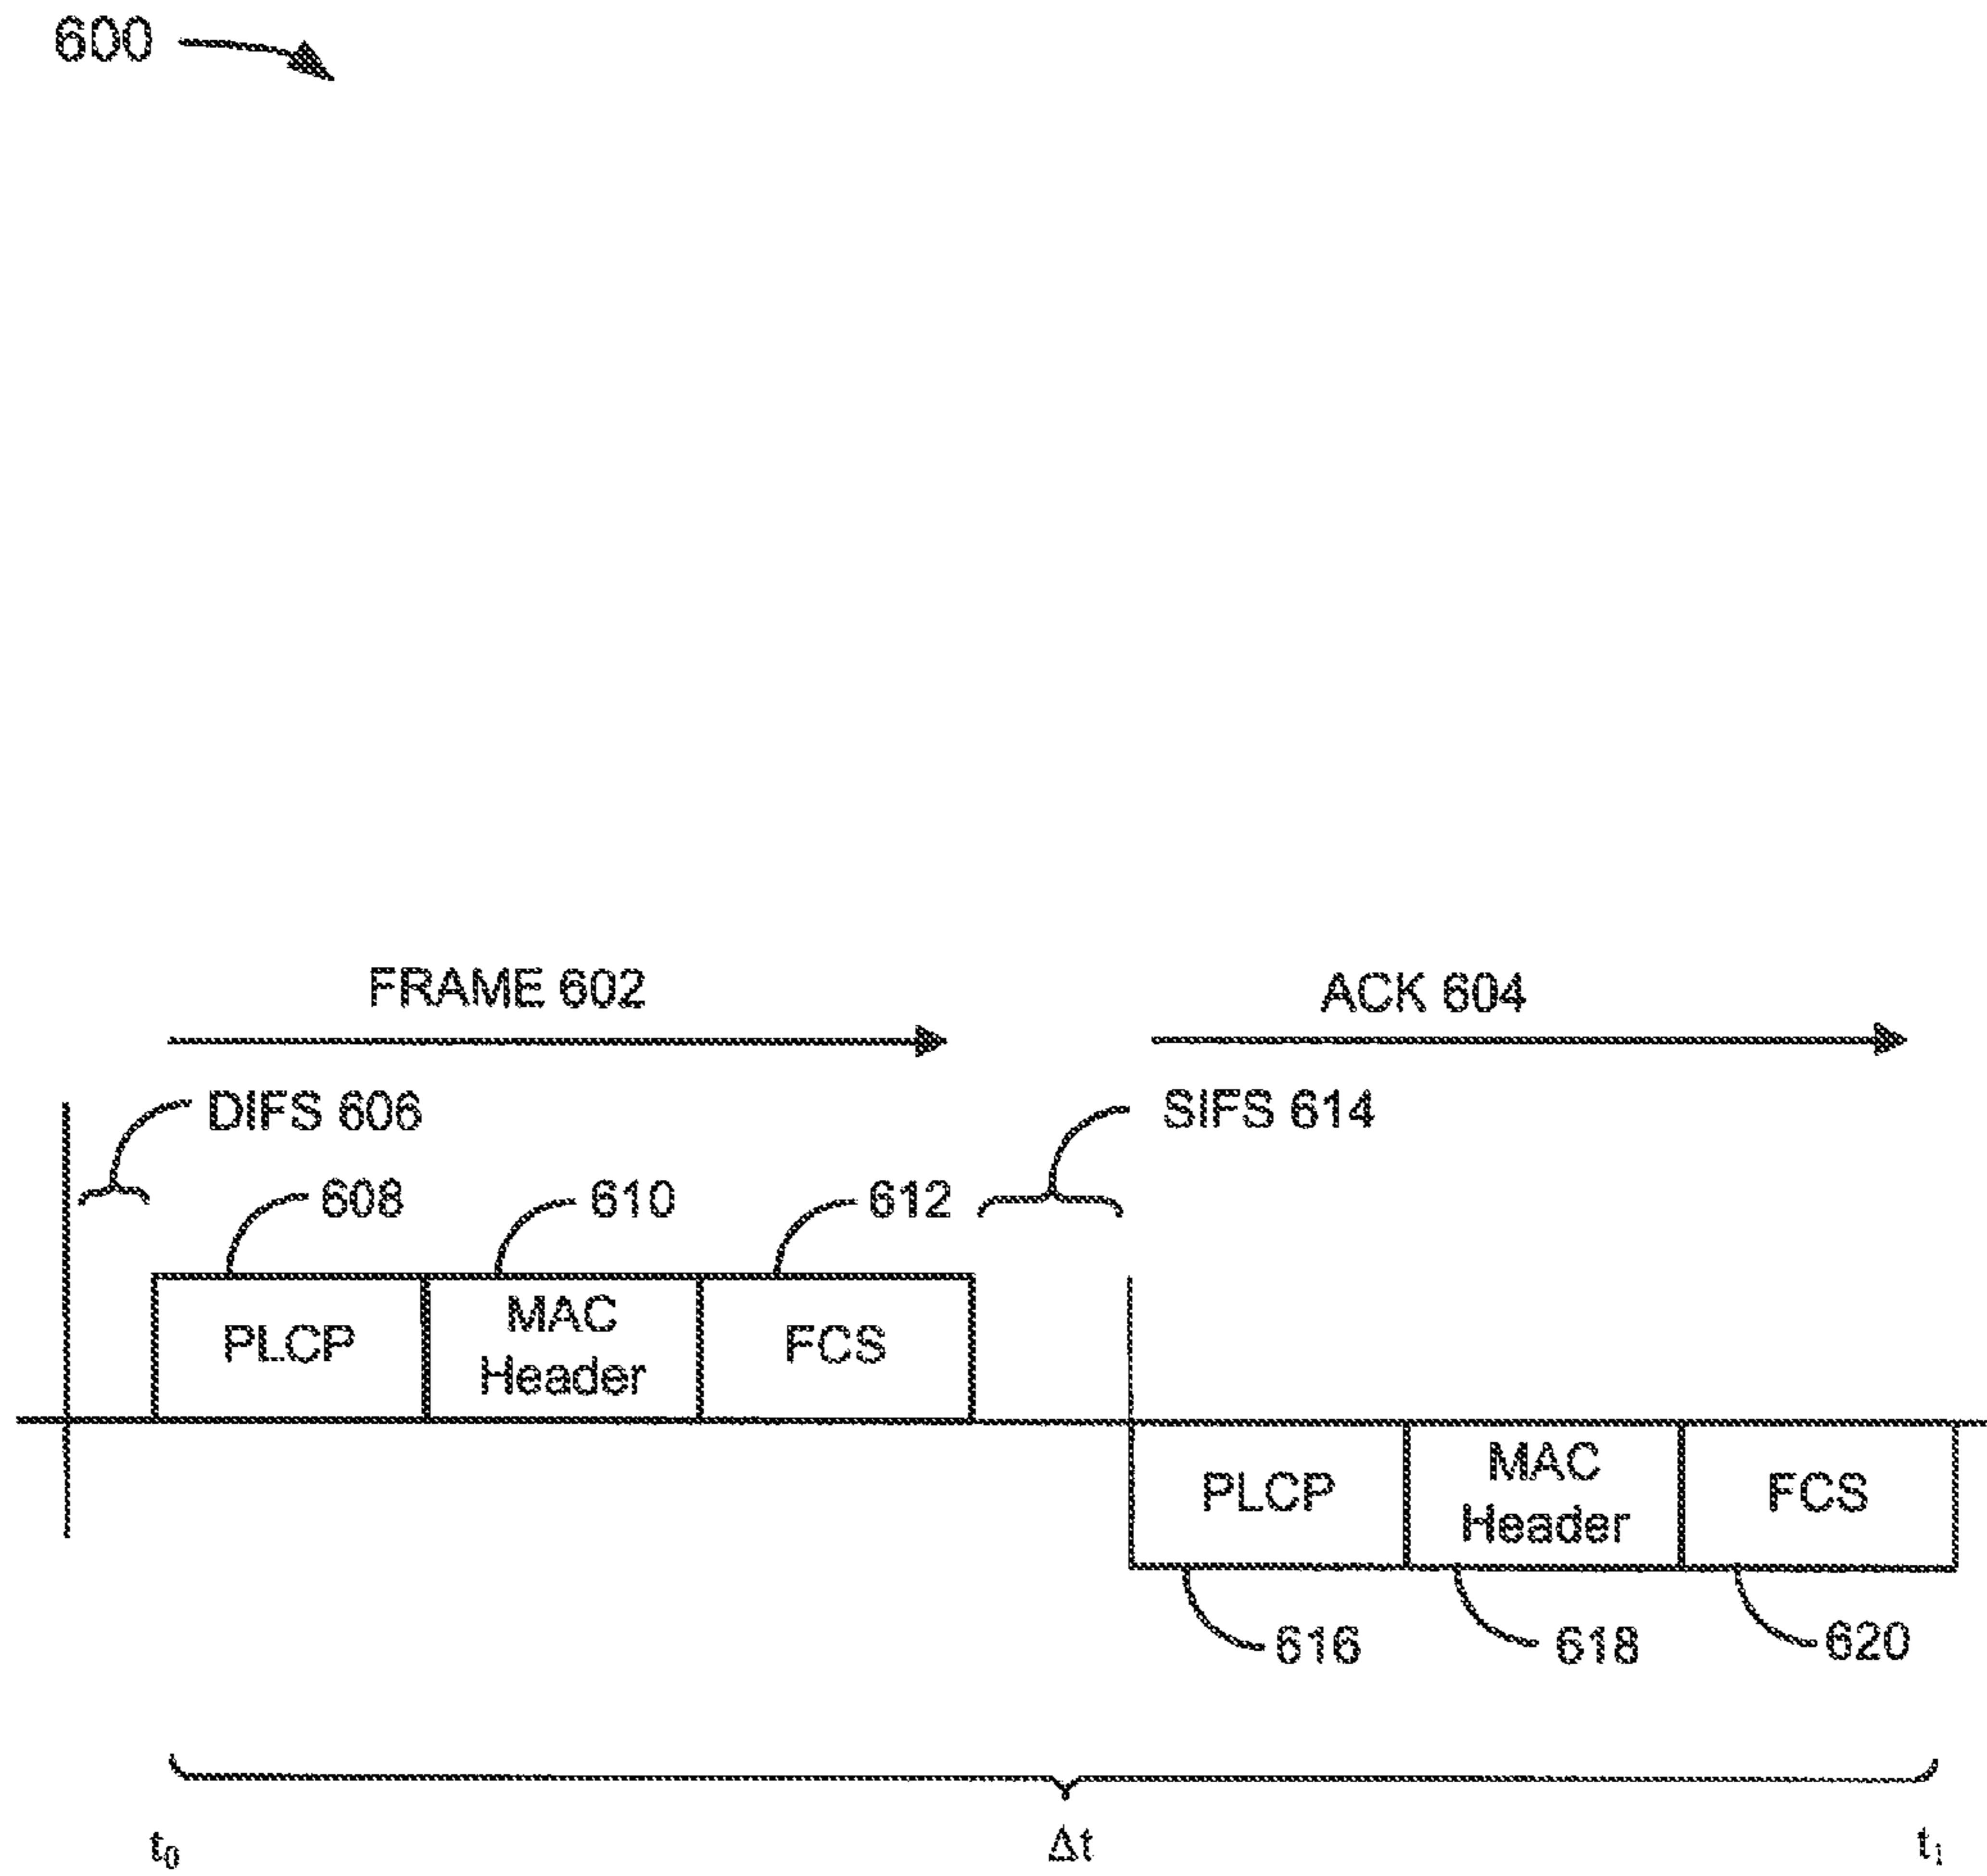 600
FRAME 602
ACK 604
DIFS 606
SIFS 614
608
610
612
PLCP
MAC
Header
FCS
PLCP
MAC
Header
FCS
616
618
620
t₀
Δt
t₁